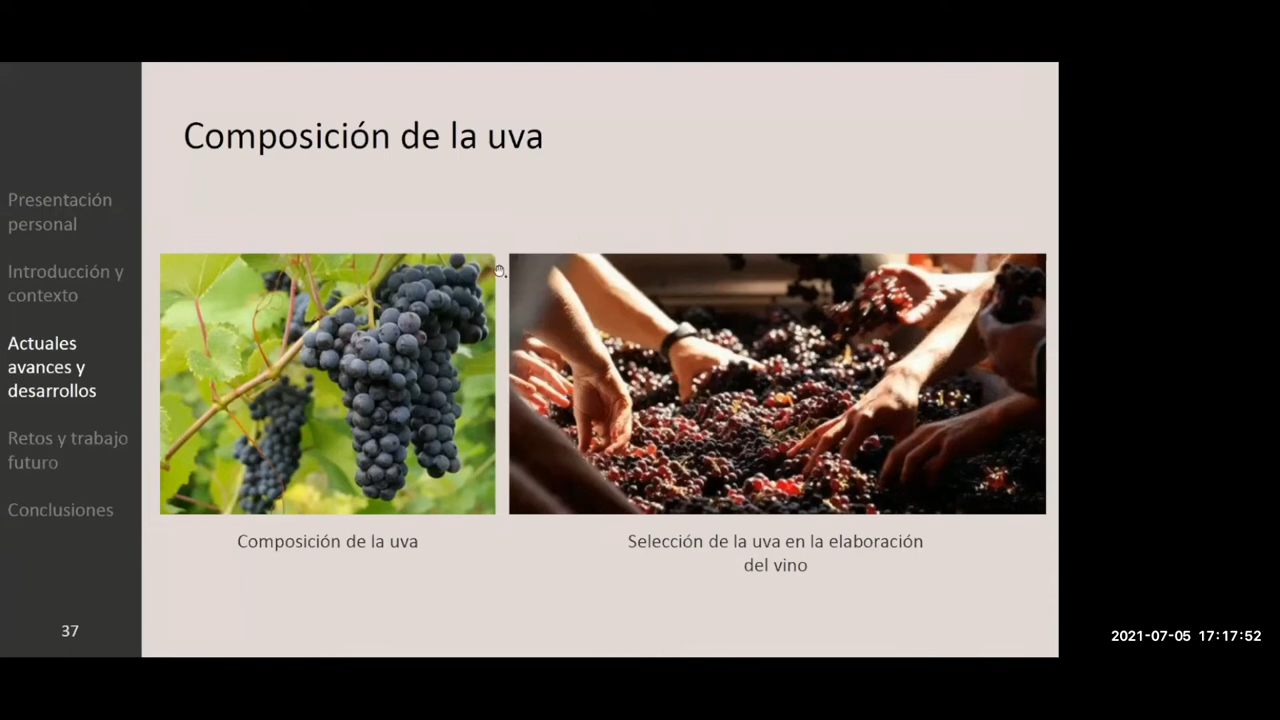 Composición de la uva
Presentación
personal
Introducción y
contexto
Actuales
avances y
desarrollos
Retos y trabajo
futuro
Conclusiones
37
Composición de la uva
Selección de la uva en la elaboración
del vino
2021-07-05 17:17:52